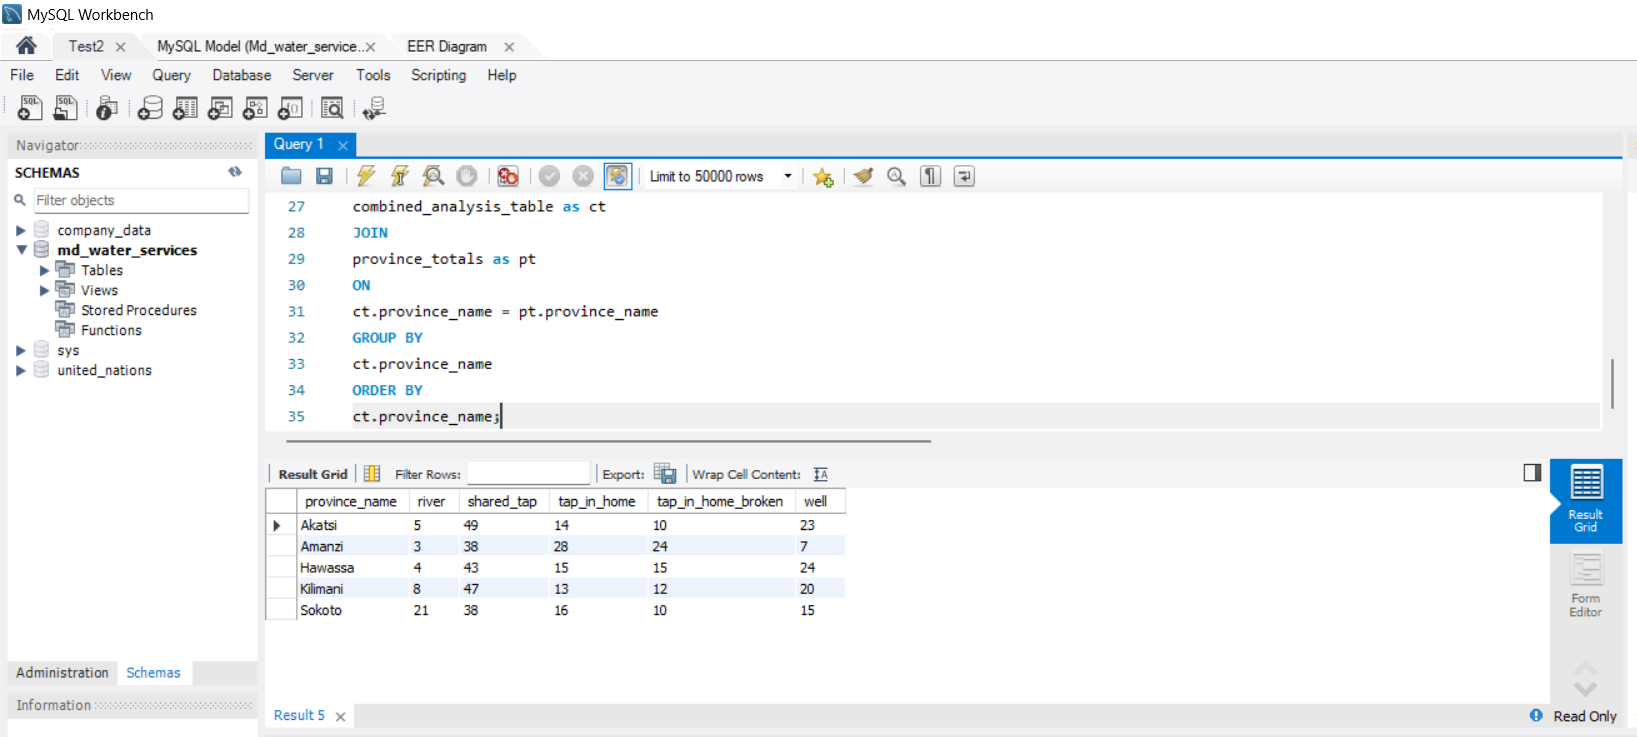 MySQL Workbench
Test2
MySQL Model (Md_water_service..
EER Diagram
File Edit View Query Database Server Tools Scripting Help
Navigator
SCHEMAS
Filter objects
company_data
md_water_services
Tables
Views
Stored Procedures
Functions
sys
united_nations
Administration Schemas
Information
Query 1
Limit to 50000 rows
27 combined_analysis_table as ct
28 JOIN
29 province_totals as pt
30 ON
31 ct.province_name = pt.province_name
32 GROUP BY
33 ct.province_name
34 ORDER BY
35 ct.province_name;
Result Grid Filter Rows: Export: Wrap Cell Content:
province_name river shared_tap tap_in_home tap_in_home_broken well
Akatsi 5 49 14 10 23
Amanzi 3 38 28 24 7
Hawassa 4 43 15 15 24
Kilimani 8 47 13 12 20
Sokoto 21 38 16 10 15
Result
Grid
Form
Editor
Result 5
Read Only